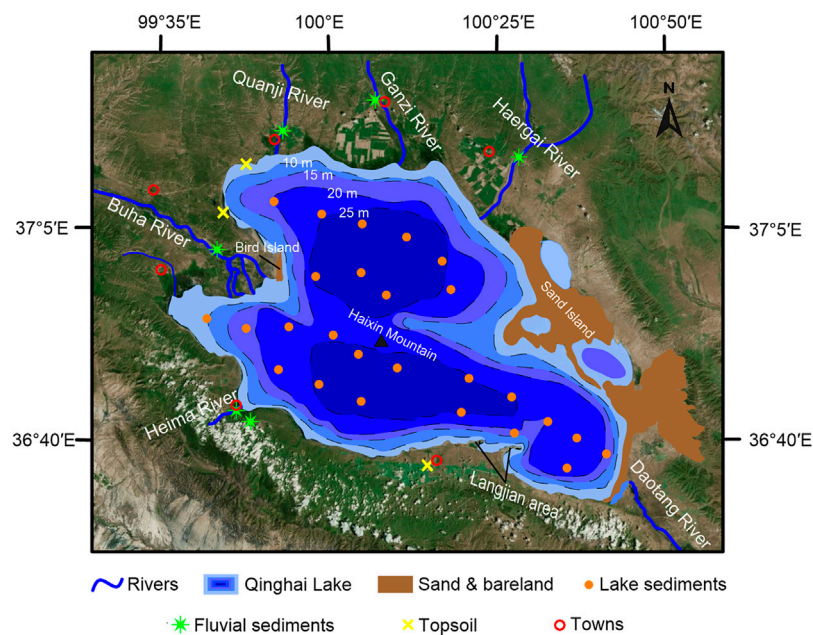 99°35′E 100°E 100°25′E 100°50′E
Quanji River
Ganzi River
Haergai River
N
10 m
15 m
20 m
25 m
37°5′E
37°5′E
Buha River
Bird Island
Sand Island
Haixin Mountain
Heima River
36°40′E
36°40′E
Langjian area
Daotang River
Rivers Qinghai Lake Sand & bareland Lake sediments
Fluvial sediments Topsoil Towns